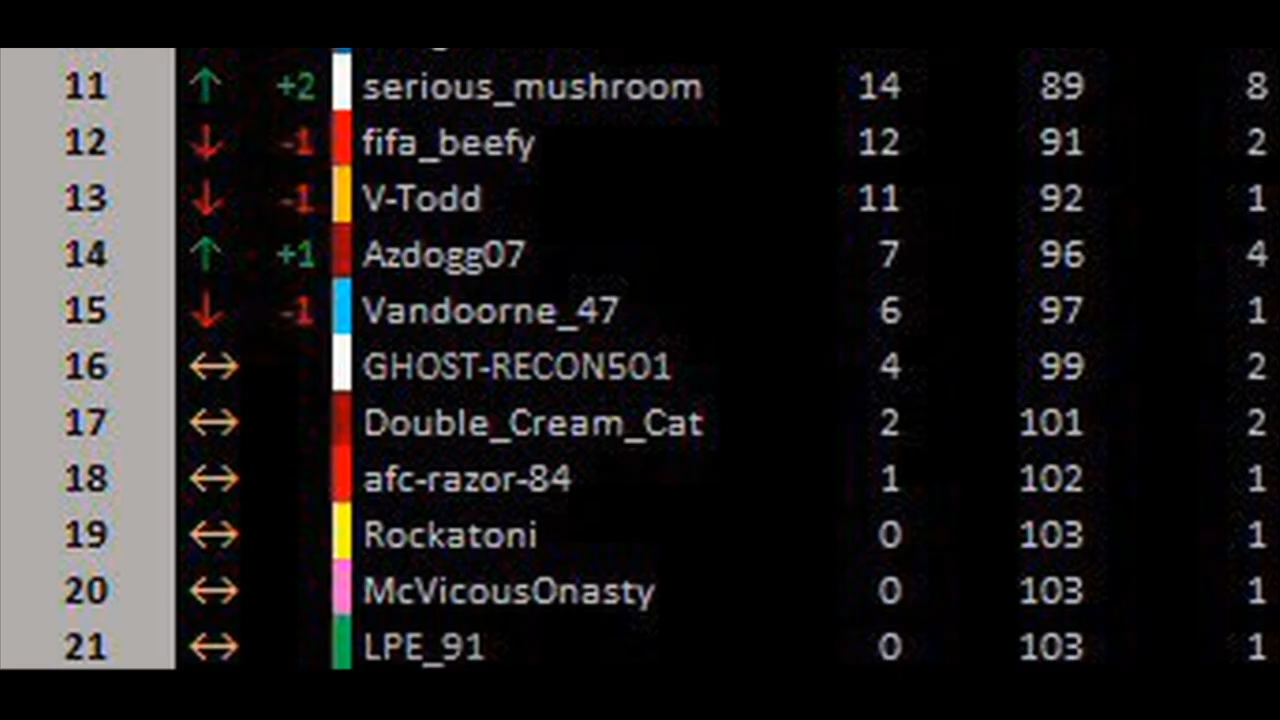 11 ↑ +2 serious_mushroom 14 89 8
12 ↓ -1 fifa_beefy 12 91 2
13 ↓ -1 V-Todd 11 92 1
14 ↑ +1 Azdogg07 7 96 4
15 ↓ -1 Vandoorne_47 6 97 1
16 ↔ GHOST-RECON501 4 99 2
17 ↔ Double_Cream_Cat 2 101 2
18 ↔ afc-razor-84 1 102 1
19 ↔ Rockatoni 0 103 1
20 ↔ McVicousOnasty 0 103 1
21 ↔ LPE_91 0 103 1